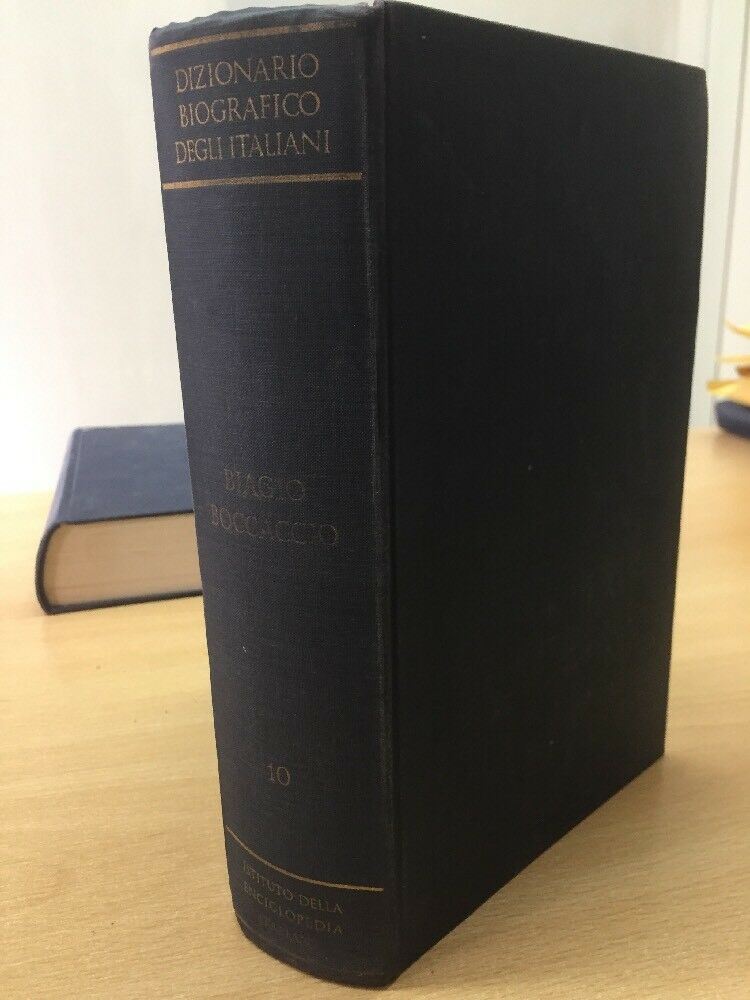 DIZIONARIO
BIOGRAFICO
DEGLI ITALIANI
BIAGIO
BOCCACCIO
10
ISTITUTO DELLA
ENCICLOPEDIA